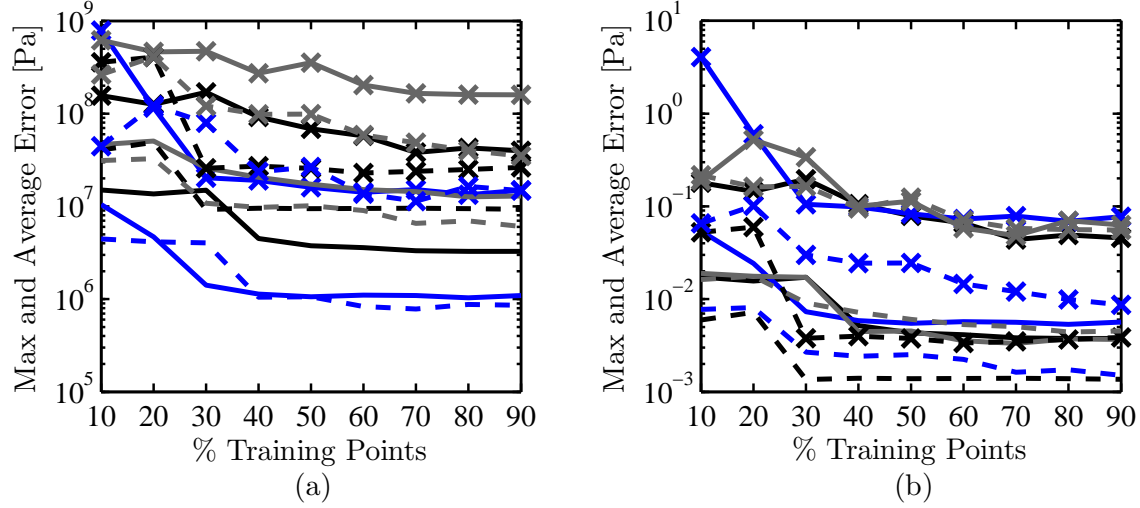 10^9
10^8
10^7
10^6
10^5
Max and Average Error [Pa]
10 20 30 40 50 60 70 80 90
% Training Points
(a)
10^1
10^0
10^−1
10^−2
10^−3
Max and Average Error [Pa]
10 20 30 40 50 60 70 80 90
% Training Points
(b)